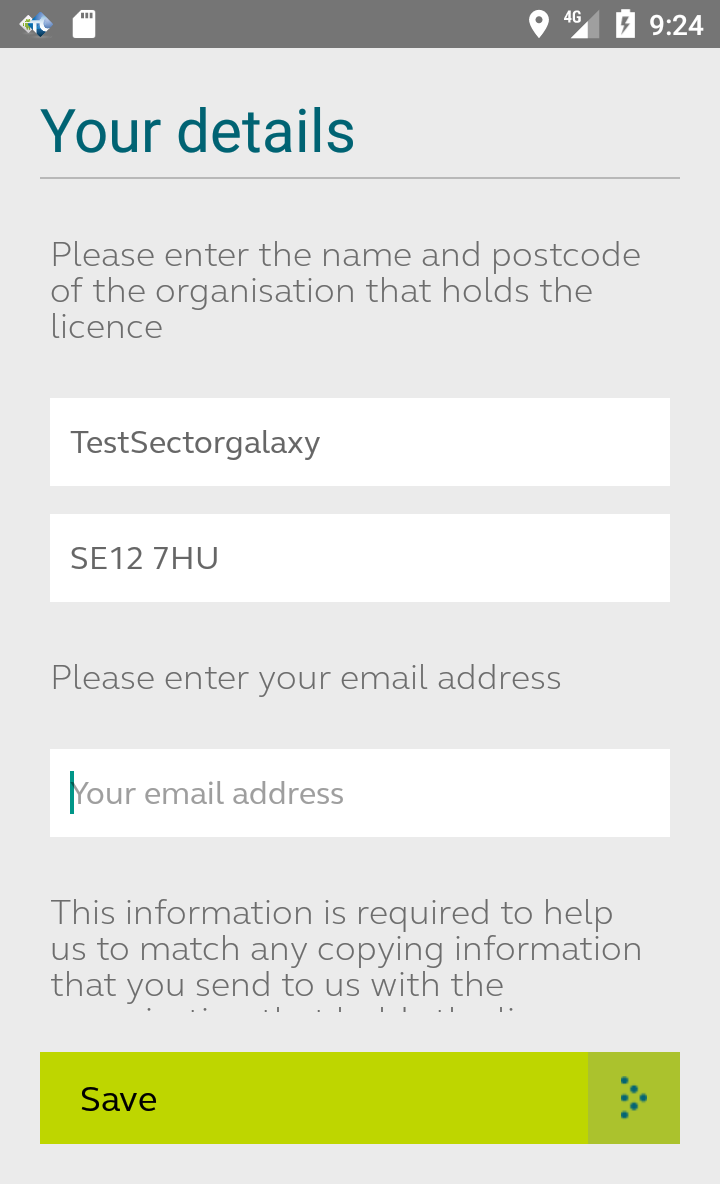 4G 9:24
Your details
Please enter the name and postcode
of the organisation that holds the
licence
TestSectorgalaxy
SE12 7HU
Please enter your email address
Your email address
This information is required to help
us to match any copying information
that you send to us with the
Save